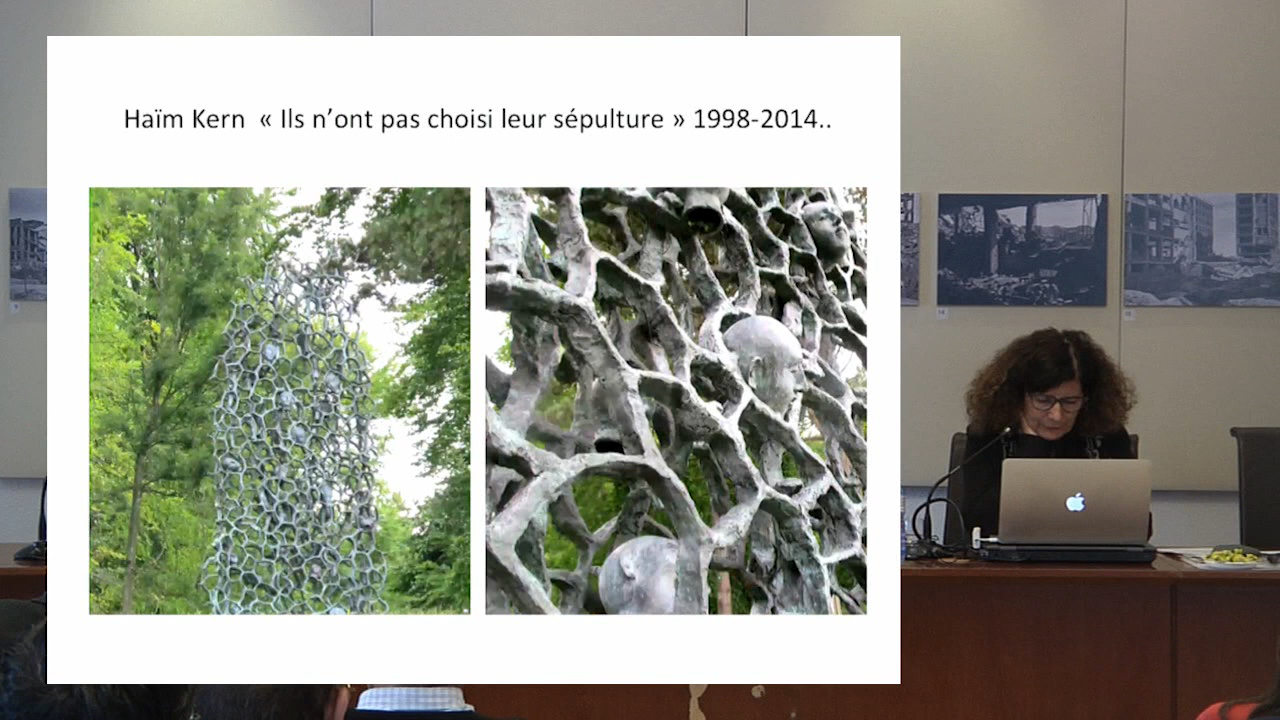 Haïm Kern « Ils n’ont pas choisi leur sépulture » 1998-2014..